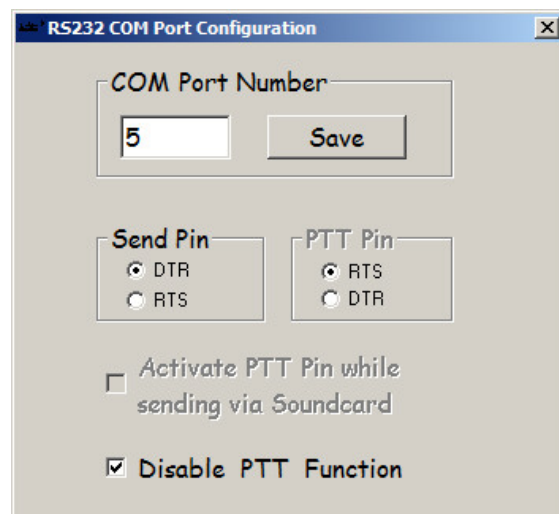 RS232 COM Port Configuration
COM Port Number
5 Save
Send Pin PTT Pin
DTR RTS
RTS DTR
Activate PTT Pin while
sending via Soundcard
Disable PTT Function